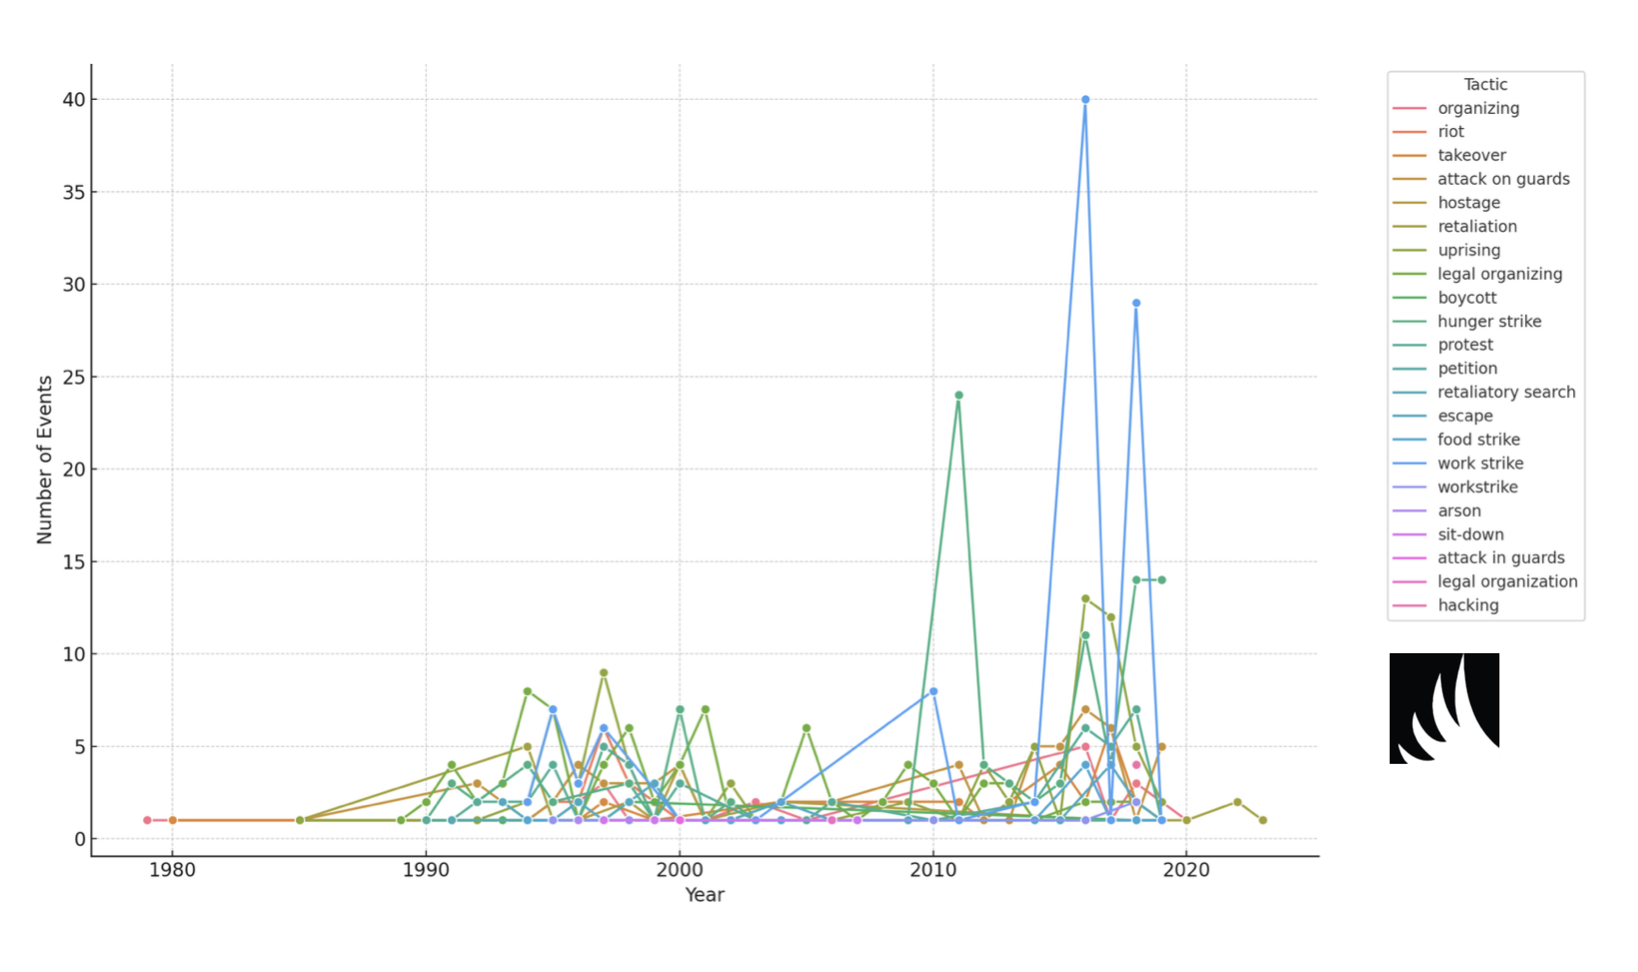 40
35
30
25
20
15
10
5
0
Number of Events
1980
1990
2000
2010
2020
Year
Tactic
organizing
riot
takeover
attack on guards
hostage
retaliation
uprising
legal organizing
boycott
hunger strike
protest
petition
retaliatory search
escape
food strike
work strike
workstrike
arson
sit-down
attack in guards
legal organization
hacking